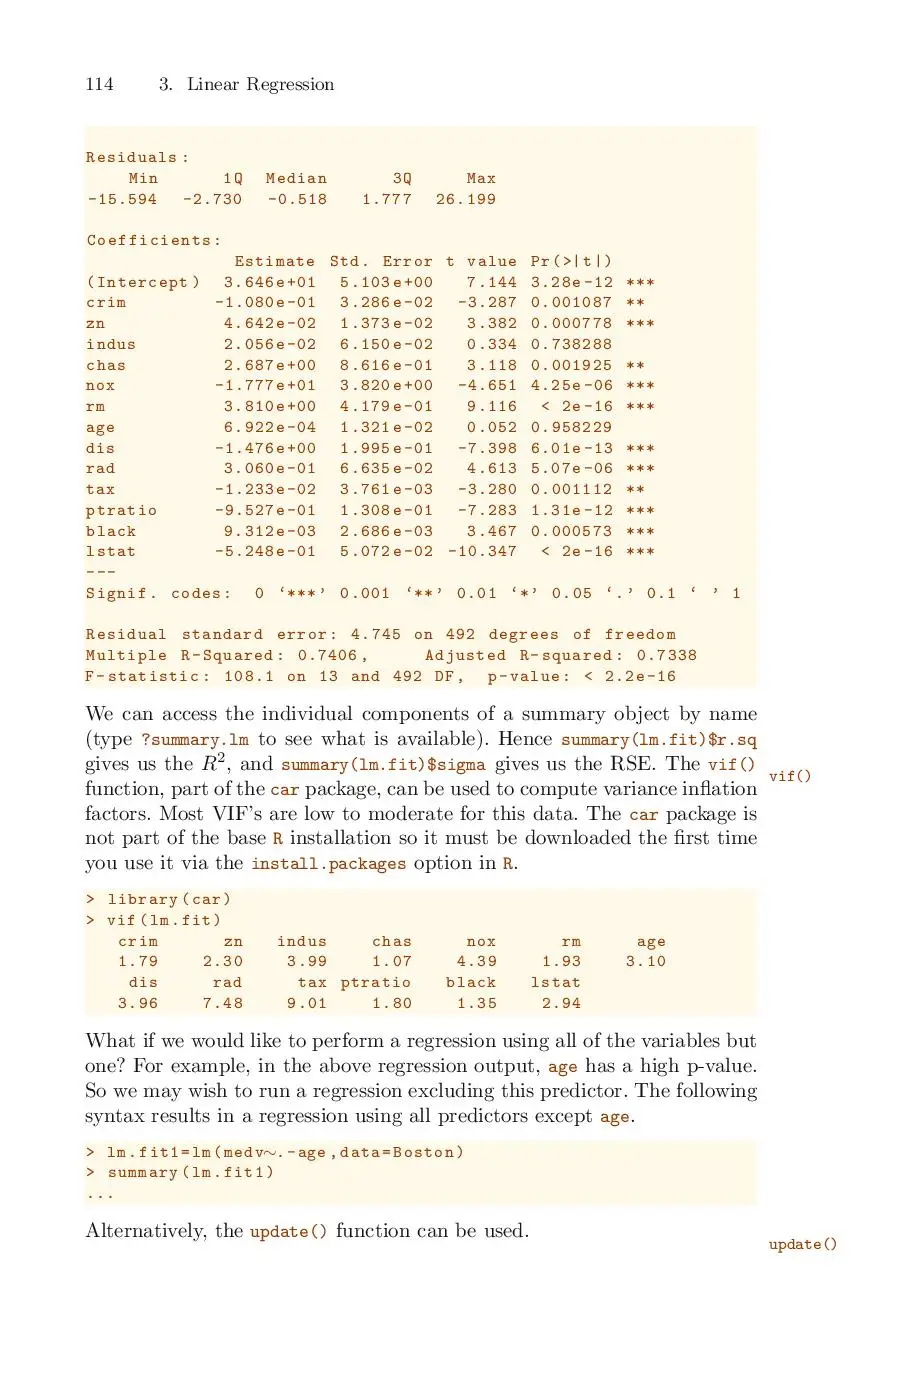 114 3. Linear Regression
Residuals:
Min 1Q Median 3Q Max
-15.594 -2.730 -0.518 1.777 26.199
Coefficients:
Estimate Std. Error t value Pr(>|t|)
(Intercept) 3.646e+01 5.103e+00 7.144 3.28e-12 ***
crim -1.080e-01 3.286e-02 -3.287 0.001087 **
zn 4.642e-02 1.373e-02 3.382 0.000778 ***
indus 2.056e-02 6.150e-02 0.334 0.738288
chas 2.687e+00 8.616e-01 3.118 0.001925 **
nox -1.777e+01 3.820e+00 -4.651 4.25e-06 ***
rm 3.810e+00 4.179e-01 9.116 < 2e-16 ***
age 6.922e-04 1.321e-02 0.052 0.958229
dis -1.476e+00 1.995e-01 -7.398 6.01e-13 ***
rad 3.060e-01 6.635e-02 4.613 5.07e-06 ***
tax -1.233e-02 3.761e-03 -3.280 0.001112 **
ptratio -9.527e-01 1.308e-01 -7.283 1.31e-12 ***
black 9.312e-03 2.686e-03 3.467 0.000573 ***
lstat -5.248e-01 5.072e-02 -10.347 < 2e-16 ***
---
Signif. codes: 0 ‘***’ 0.001 ‘**’ 0.01 ‘*’ 0.05 ‘.’ 0.1 ‘ ’ 1
Residual standard error: 4.745 on 492 degrees of freedom
Multiple R-Squared: 0.7406, Adjusted R-squared: 0.7338
F-statistic: 108.1 on 13 and 492 DF, p-value: < 2.2e-16
We can access the individual components of a summary object by name
(type ?summary.lm to see what is available). Hence summary(lm.fit)$r.sq
gives us the R², and summary(lm.fit)$sigma gives us the RSE. The vif()
vif()
function, part of the car package, can be used to compute variance inflation
factors. Most VIF’s are low to moderate for this data. The car package is
not part of the base R installation so it must be downloaded the first time
you use it via the install.packages option in R.
> library(car)
> vif(lm.fit)
crim zn indus chas nox rm age
1.79 2.30 3.99 1.07 4.39 1.93 3.10
dis rad tax ptratio black lstat
3.96 7.48 9.01 1.80 1.35 2.94
What if we would like to perform a regression using all of the variables but
one? For example, in the above regression output, age has a high p-value.
So we may wish to run a regression excluding this predictor. The following
syntax results in a regression using all predictors except age.
> lm.fit1=lm(medv∼.-age,data=Boston)
> summary(lm.fit1)
...
Alternatively, the update() function can be used.
update()